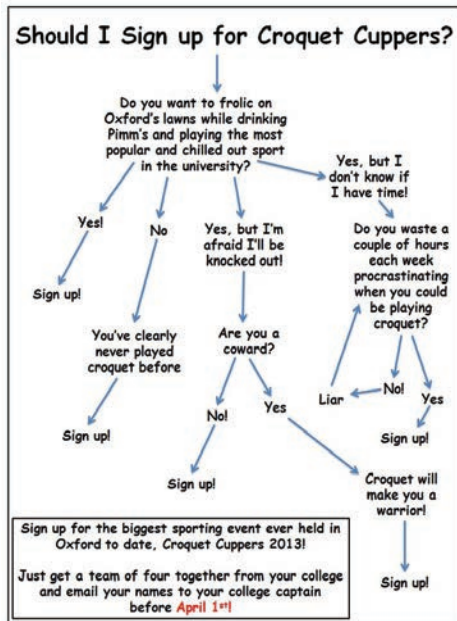 Should I Sign up for Croquet Cuppers?
Do you want to frolic on
Oxford's lawns while drinking
Pimm's and playing the most
popular and chilled out sport
in the university?
Yes!
Sign up!
No
You've clearly
never played
croquet before
Sign up!
Yes, but I'm
afraid I'll be
knocked out!
Are you a
coward?
No!
Sign up!
Yes
Croquet will
make you a
warrior!
Sign up!
Yes, but I
don't know if
I have time!
Do you waste a
couple of hours
each week
procrastinating
when you could
be playing
croquet?
No!
Liar
Yes
Sign up!
Sign up for the biggest sporting event ever held in
Oxford to date, Croquet Cuppers 2013!
Just get a team of four together from your college
and email your names to your college captain
before April 1st!